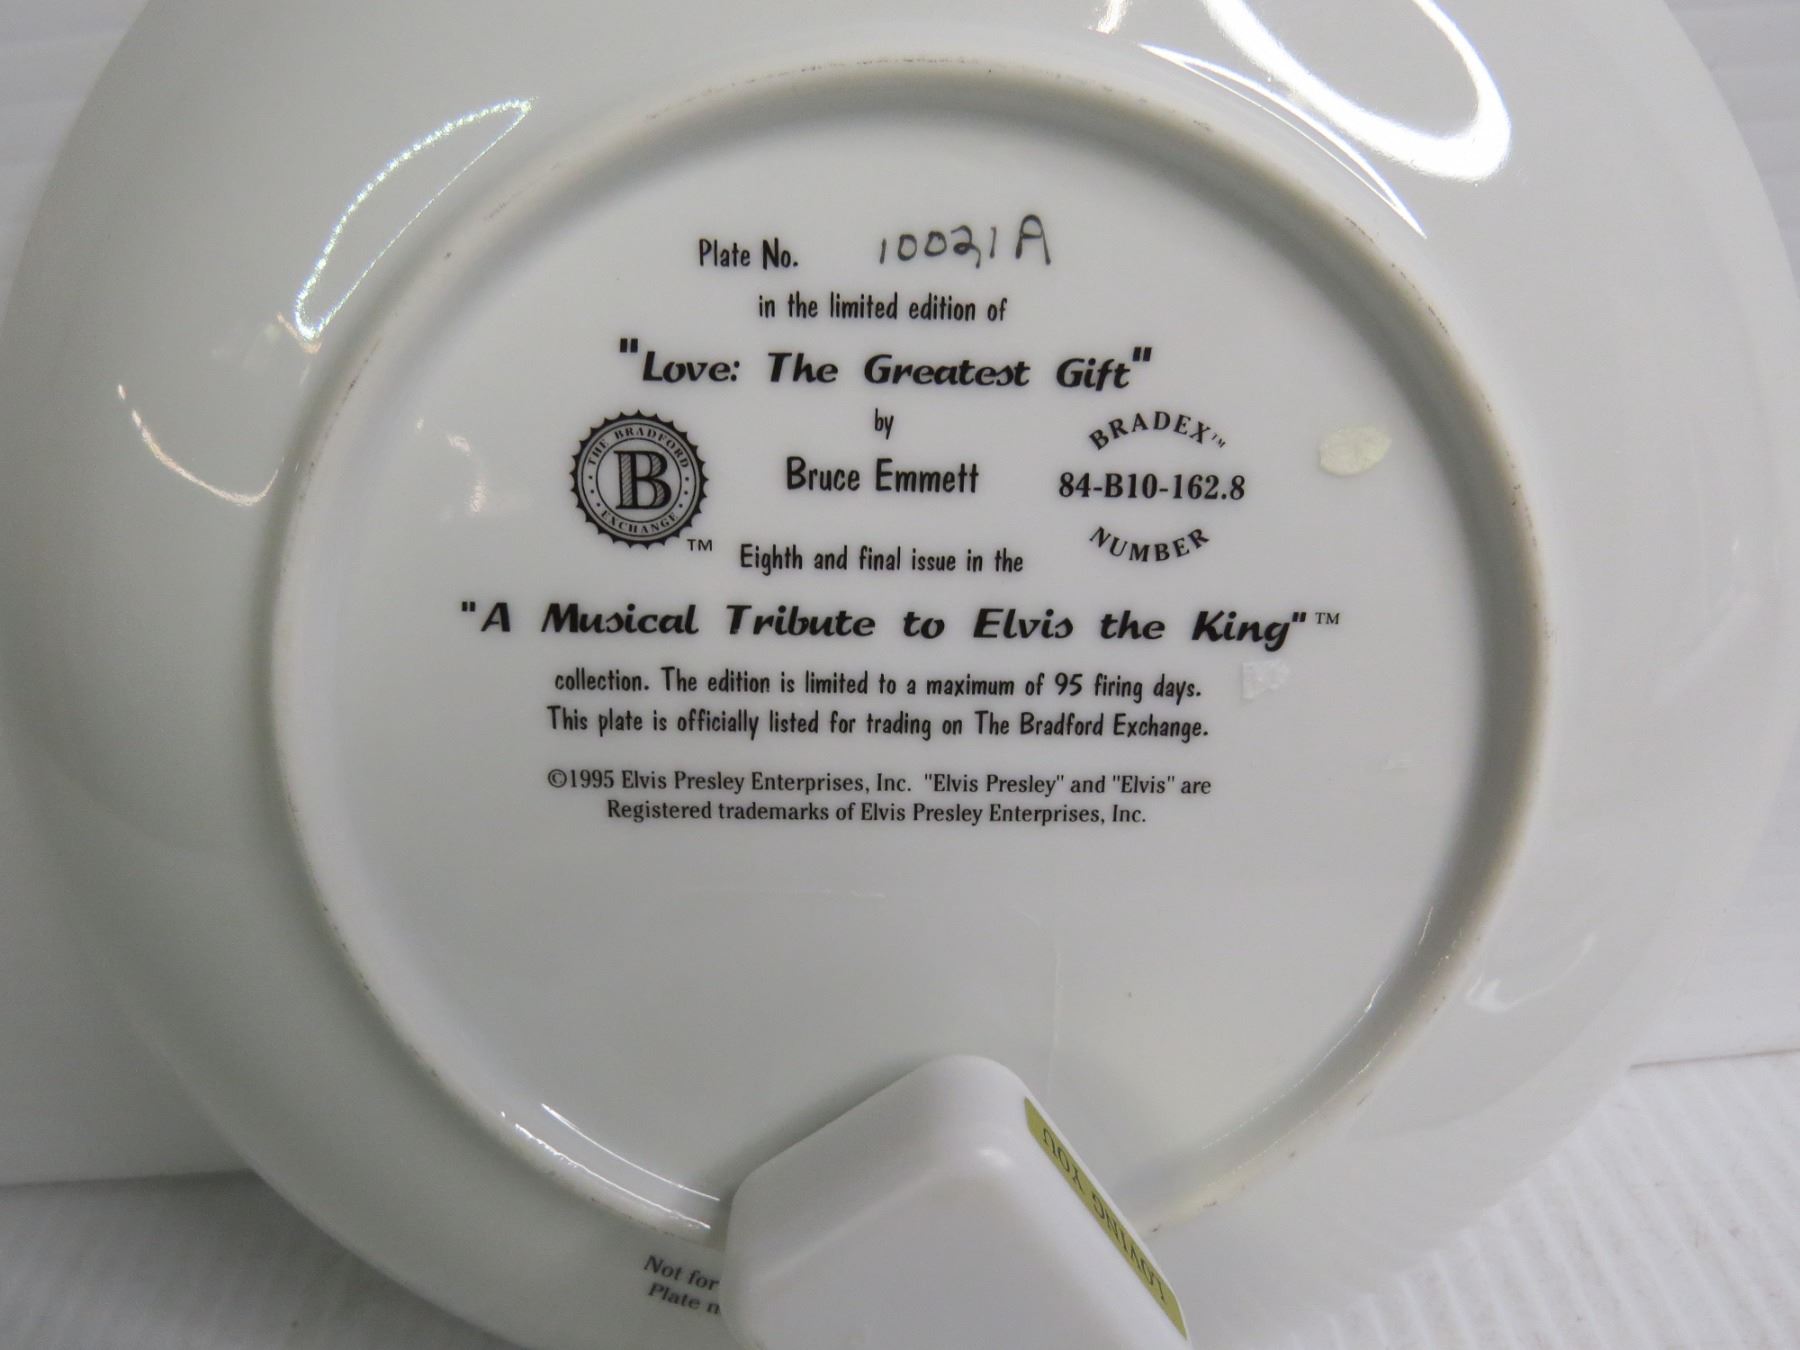 Plate No. 10021A
in the limited edition of
"Love: The Greatest Gift"
by
Bruce Emmett
THE BRADFORD
B
EXCHANGE
TM
BRADEX™
84-B10-162.8
NUMBER
Eighth and final issue in the
"A Musical Tribute to Elvis the King"™
collection. The edition is limited to a maximum of 95 firing days.
This plate is officially listed for trading on The Bradford Exchange.
©1995 Elvis Presley Enterprises, Inc. "Elvis Presley" and "Elvis" are
Registered trademarks of Elvis Presley Enterprises, Inc.
LOVING YOU
Not for
Plate